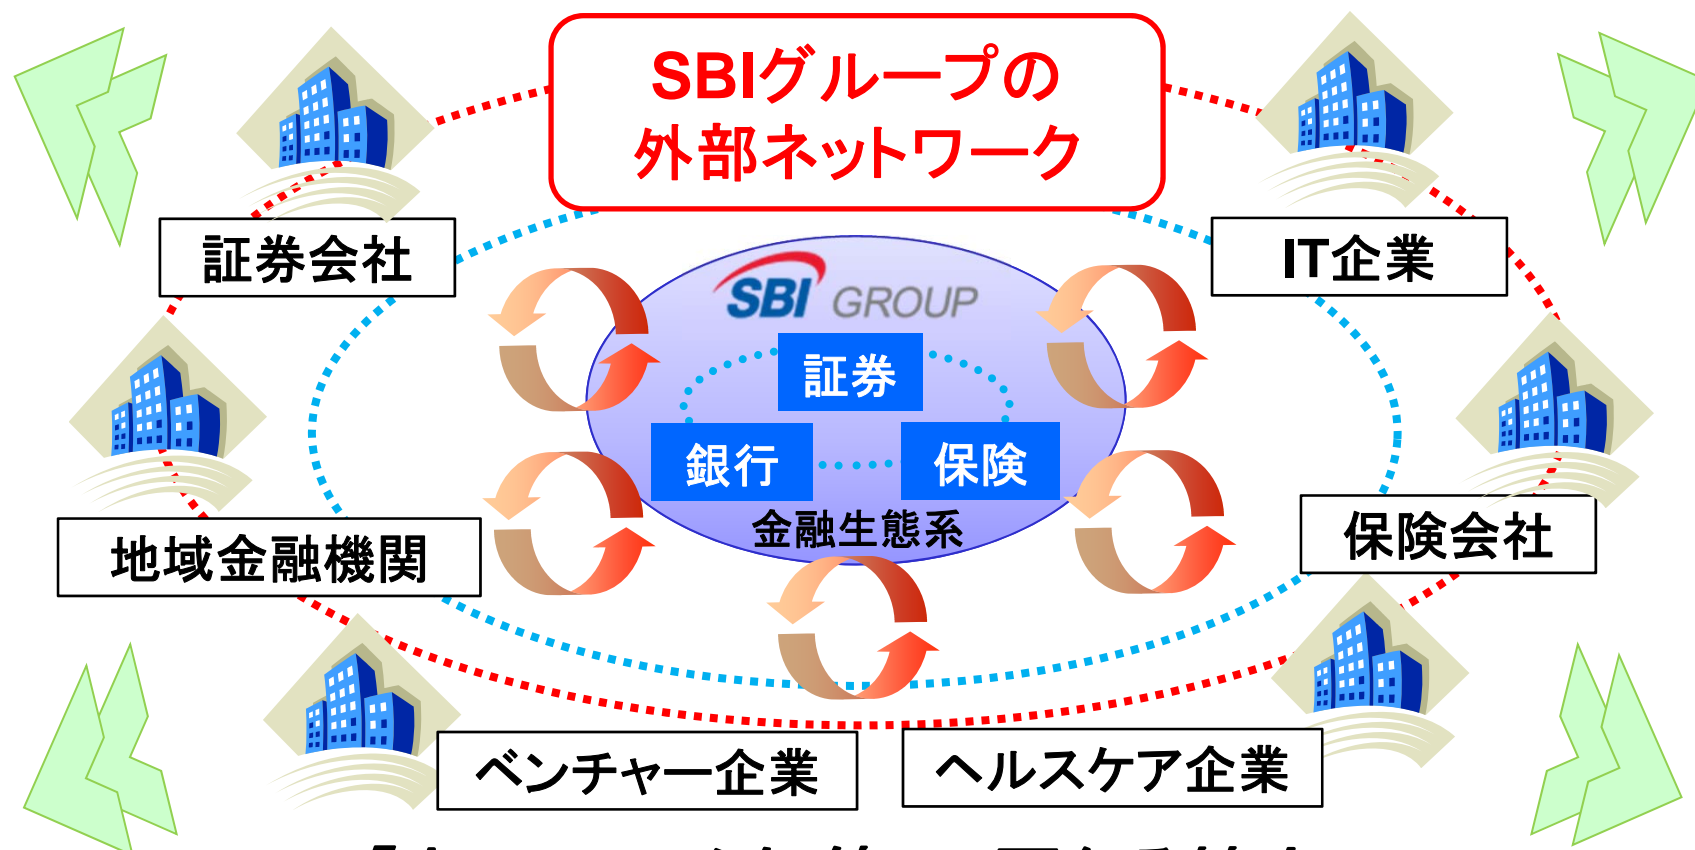 SBIグループの
外部ネットワーク
証券会社
IT企業
SBI GROUP
証券
銀行
保険
金融生態系
地域金融機関
保険会社
ベンチャー企業
ヘルスケア企業